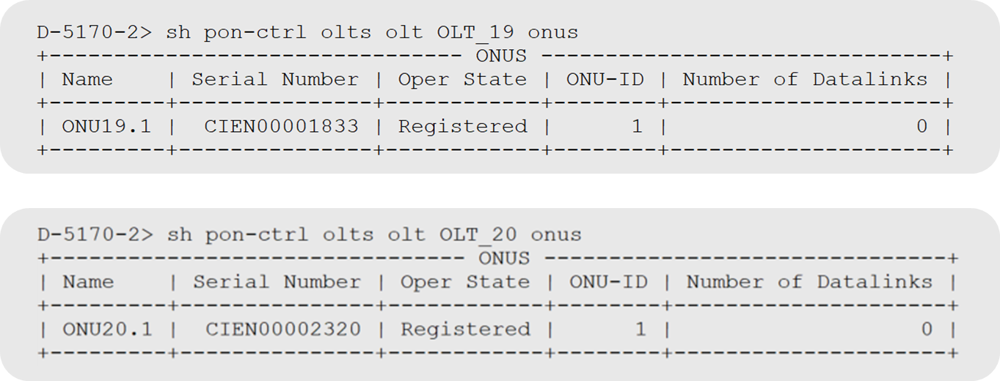 D-5170-2> sh pon-ctrl olts olt OLT_19 onus
+-------------------------------- ONUS -------------------------------+
| Name    | Serial Number | Oper State | ONU-ID | Number of Datalinks |
+---------+---------------+------------+--------+---------------------+
| ONU19.1 |  CIEN00001833 | Registered |      1 |                   0 |
+---------+---------------+------------+--------+---------------------+
D-5170-2> sh pon-ctrl olts olt OLT_20 onus
+-------------------------------- ONUS -------------------------------+
| Name    | Serial Number | Oper State | ONU-ID | Number of Datalinks |
+---------+---------------+------------+--------+---------------------+
| ONU20.1 |  CIEN00002320 | Registered |      1 |                   0 |
+---------+---------------+------------+--------+---------------------+